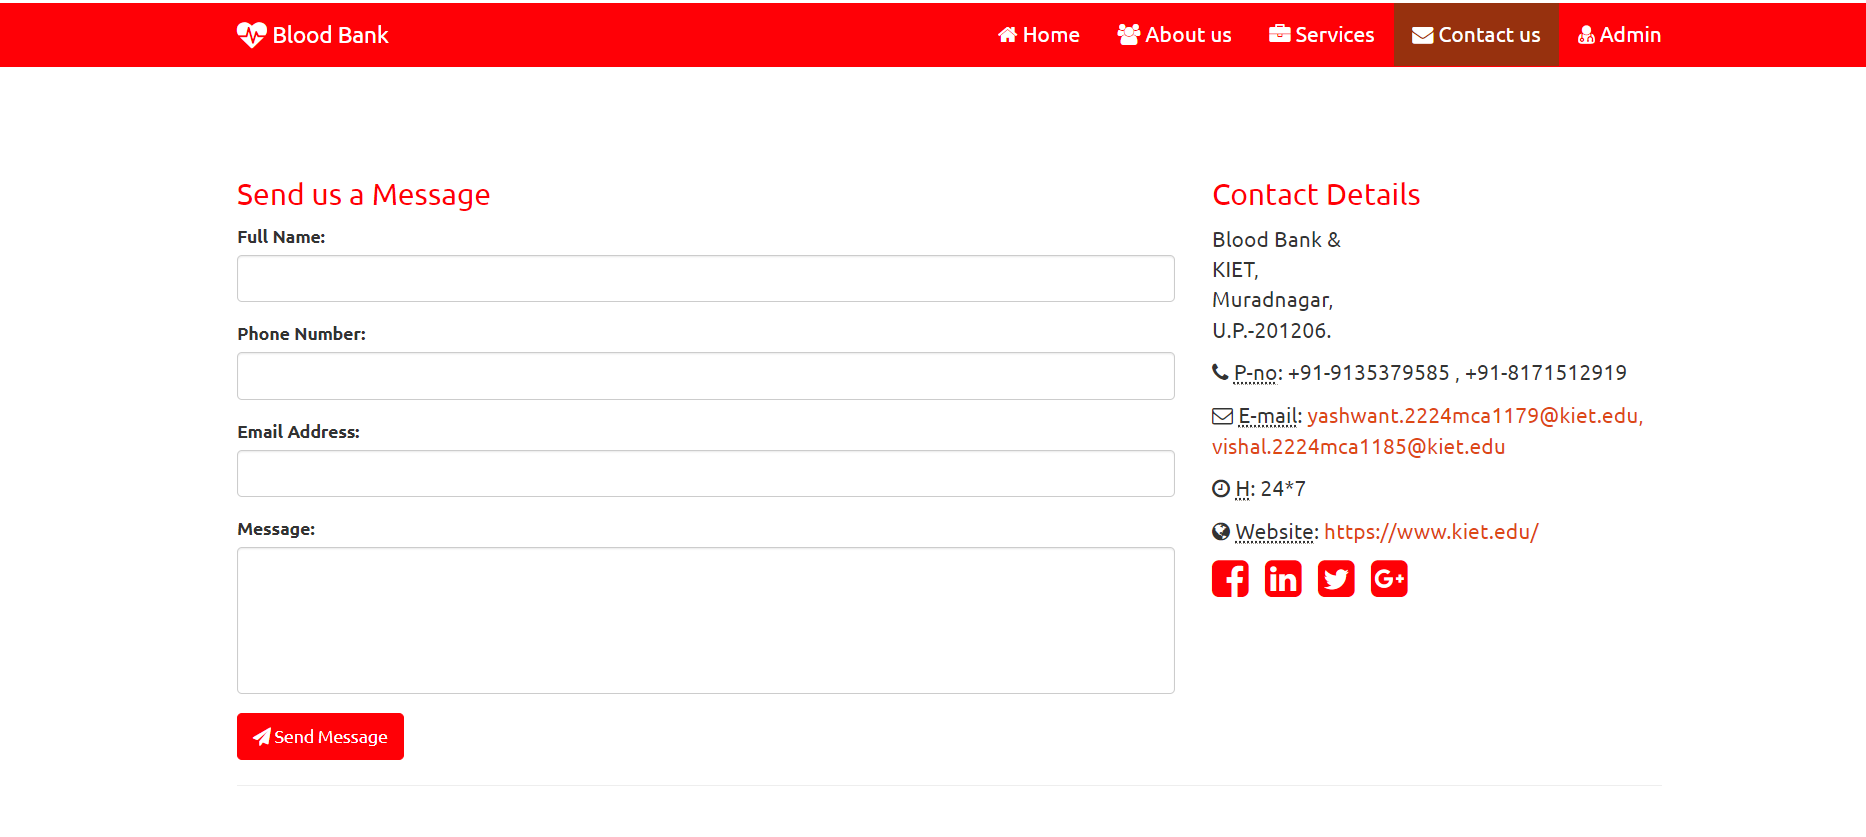 Blood Bank
Home
About us
Services
Contact us
Admin
Send us a Message
Full Name:
Phone Number:
Email Address:
Message:
Send Message
Contact Details
Blood Bank &
KIET,
Muradnagar,
U.P.-201206.
P-no: +91-9135379585 , +91-8171512919
E-mail: yashwant.2224mca1179@kiet.edu,
vishal.2224mca1185@kiet.edu
H: 24*7
Website: https://www.kiet.edu/